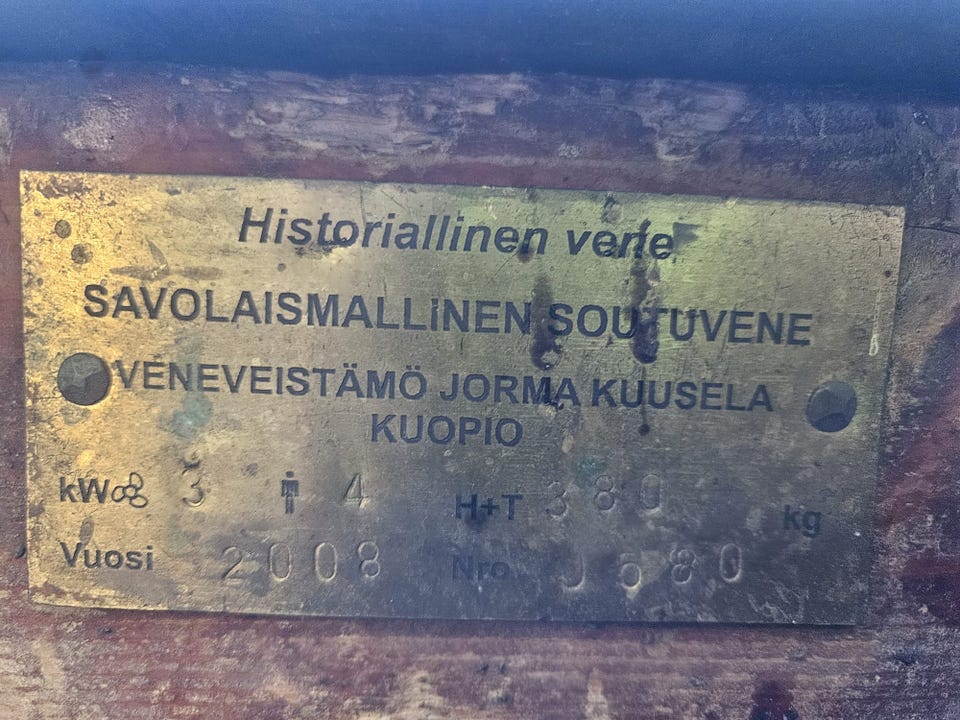 Historiallinen vene
SAVOLAISMALLiNEN SOUTUVENE
VENEVEISTÄMÖ JORMA KUUSELA
KUOPIO
kW 3 4 H+T 380 kg
Vuosi 2008 Nro